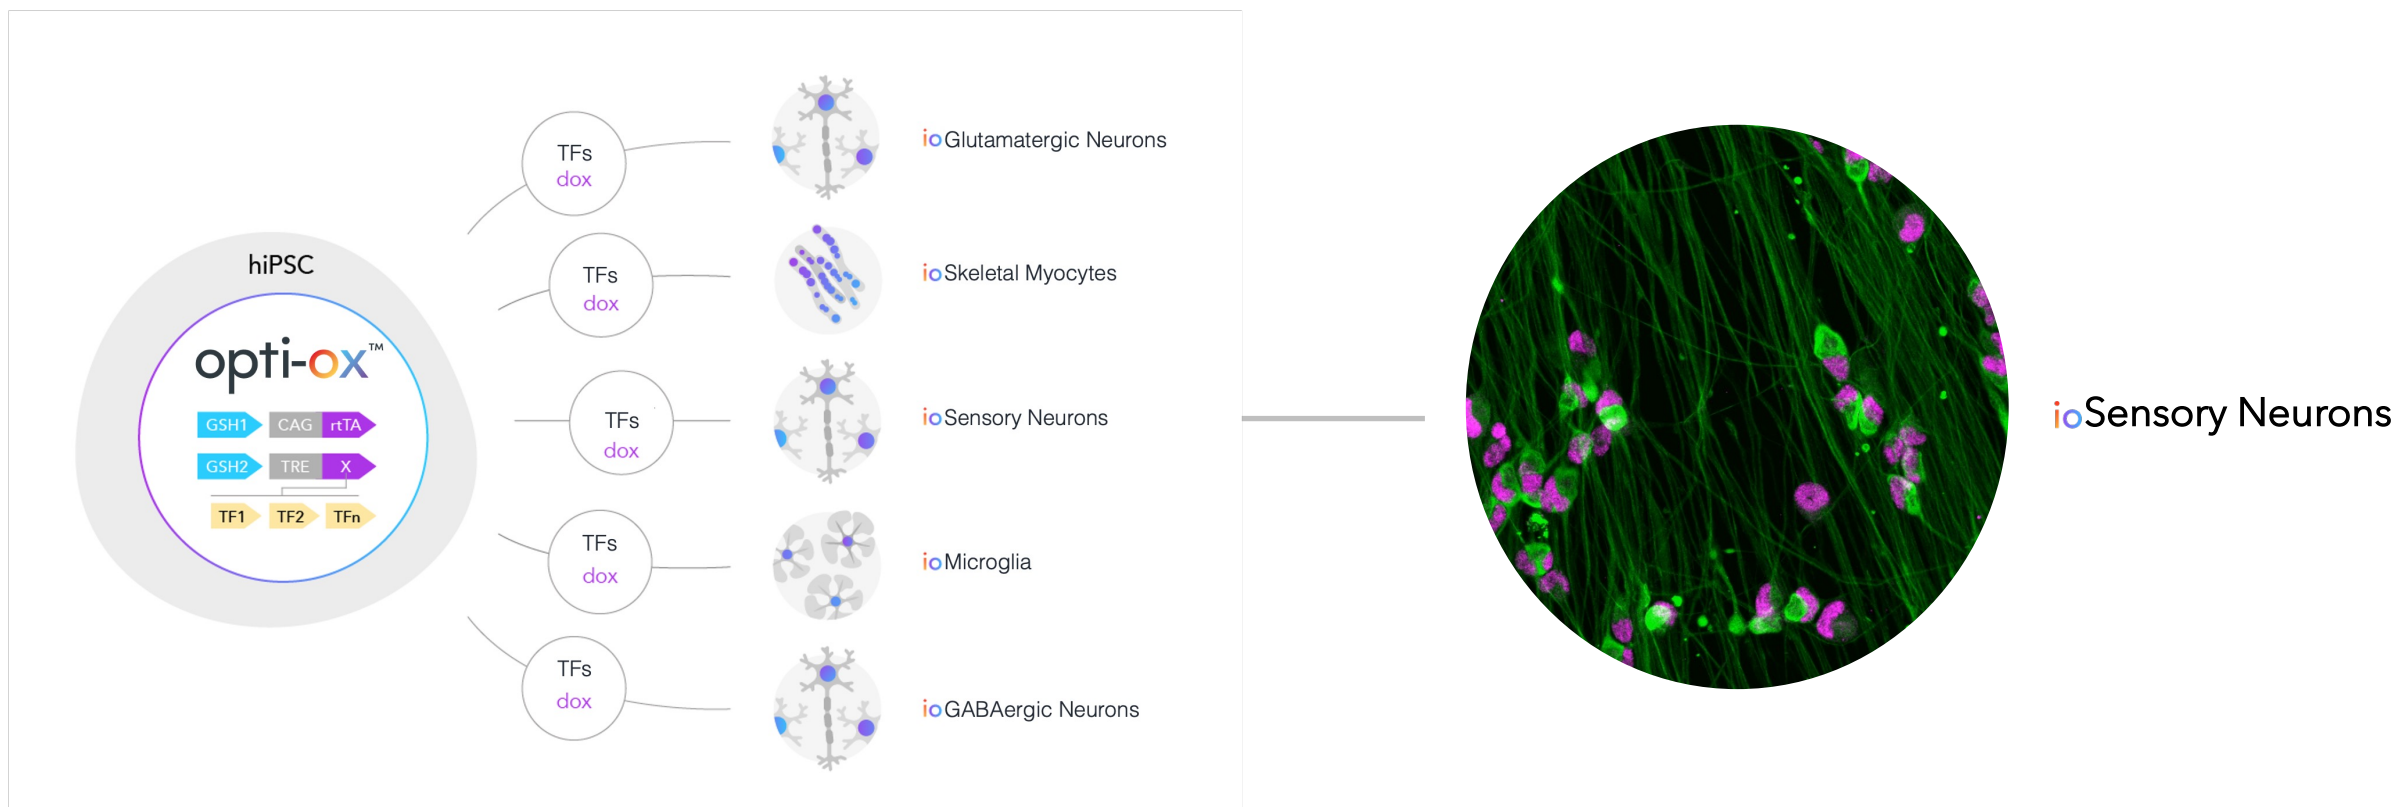 hiPSC
opti-ox™
GSH1 CAG rtTA
GSH2 TRE X
TF1 TF2 TFn
TFs
dox
ioGlutamatergic Neurons
TFs
dox
ioSkeletal Myocytes
TFs
dox
ioSensory Neurons
TFs
dox
ioMicroglia
TFs
dox
ioGABAergic Neurons
ioSensory Neurons